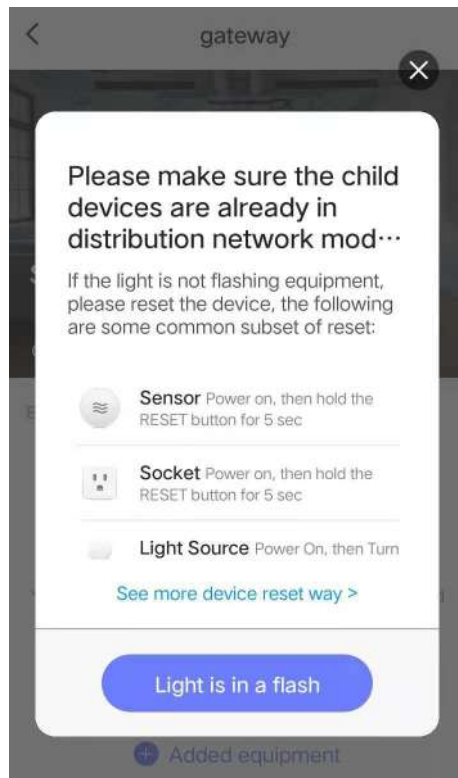 gateway
Please make sure the child
devices are already in
distribution network mod···
If the light is not flashing equipment,
please reset the device, the following
are some common subset of reset:
Sensor Power on, then hold the
RESET button for 5 sec
Socket Power on, then hold the
RESET button for 5 sec
Light Source Power On, then Turn
See more device reset way >
Light is in a flash
Added equipment